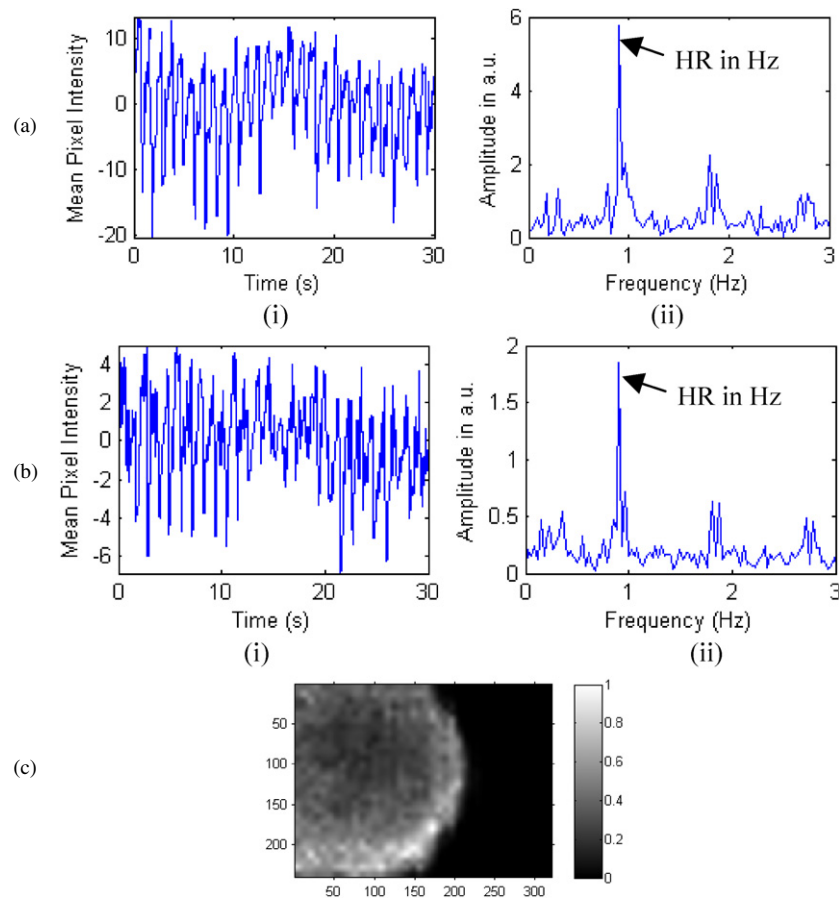 (a)
Mean Pixel Intensity
10
0
-10
-20
0 10 20 30
Time (s)
(i)
Amplitude in a.u.
6
4
2
0
0 1 2 3
HR in Hz
Frequency (Hz)
(ii)
(b)
Mean Pixel Intensity
4
2
0
-2
-4
-6
0 10 20 30
Time (s)
(i)
Amplitude in a.u.
2
1.5
1
0.5
0
0 1 2 3
HR in Hz
Frequency (Hz)
(ii)
(c)
50
100
150
200
50 100 150 200 250 300
1
0.8
0.6
0.4
0.2
0